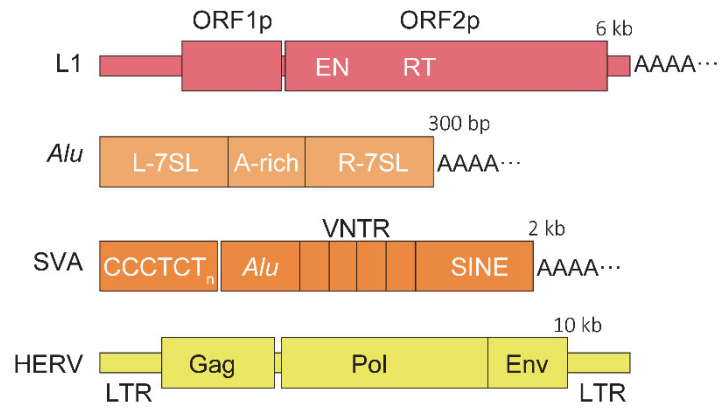 ORF1p ORF2p 6 kb
L1 EN RT AAAA...
300 bp
Alu L-7SL A-rich R-7SL AAAA...
VNTR 2 kb
SVA CCCTCTn Alu SINE AAAA...
10 kb
HERV Gag Pol Env
LTR LTR